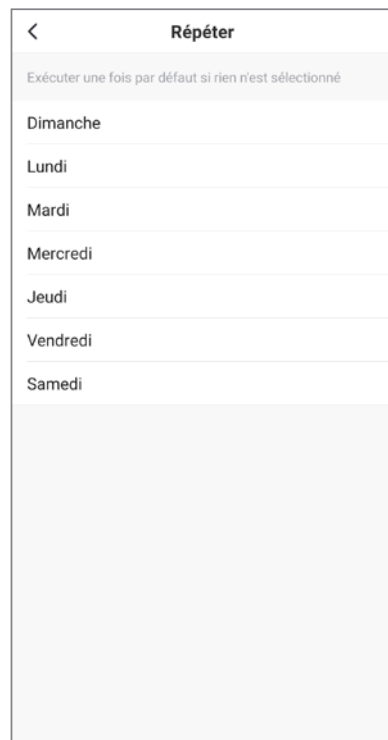 Répéter
Exécuter une fois par défaut si rien n'est sélectionné
Dimanche
Lundi
Mardi
Mercredi
Jeudi
Vendredi
Samedi